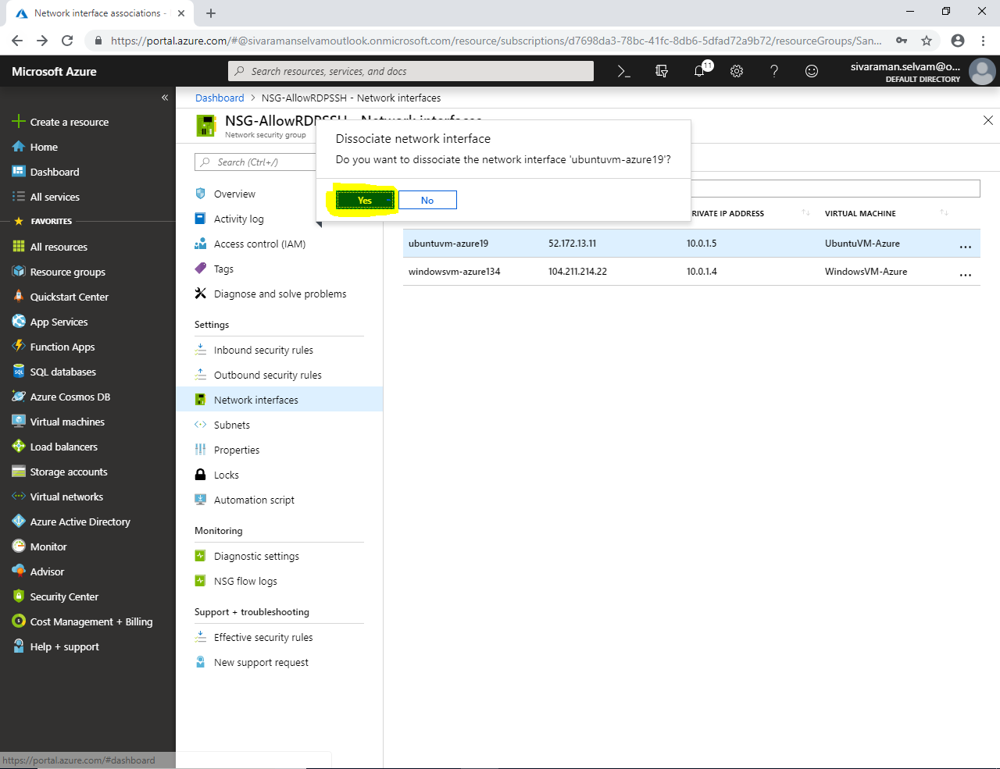 Network interface associations -
https://portal.azure.com/#@sivaramanselvamoutlook.onmicrosoft.com/resource/subscriptions/d7698da3-78bc-41fc-8db6-5dfad72a9b72/resourceGroups/San...
Microsoft Azure
Search resources, services, and docs
11
sivaraman.selvam@o...
DEFAULT DIRECTORY
Create a resource
Home
Dashboard
All services
FAVORITES
All resources
Resource groups
Quickstart Center
App Services
Function Apps
SQL databases
Azure Cosmos DB
Virtual machines
Load balancers
Storage accounts
Virtual networks
Azure Active Directory
Monitor
Advisor
Security Center
Cost Management + Billing
Help + support
https://portal.azure.com/#dashboard
Dashboard > NSG-AllowRDPSSH - Network interfaces
NSG-AllowRDPSSH - Network interfaces
Network security group
Search (Ctrl+/)
Overview
Activity log
Access control (IAM)
Tags
Diagnose and solve problems
Settings
Inbound security rules
Outbound security rules
Network interfaces
Subnets
Properties
Locks
Automation script
Monitoring
Diagnostic settings
NSG flow logs
Support + troubleshooting
Effective security rules
New support request
Dissociate network interface
Do you want to dissociate the network interface 'ubuntuvm-azure19'?
Yes No
RIVATE IP ADDRESS VIRTUAL MACHINE
ubuntuvm-azure19 52.172.13.11 10.0.1.5 UbuntuVM-Azure ...
windowsvm-azure134 104.211.214.22 10.0.1.4 WindowsVM-Azure ...